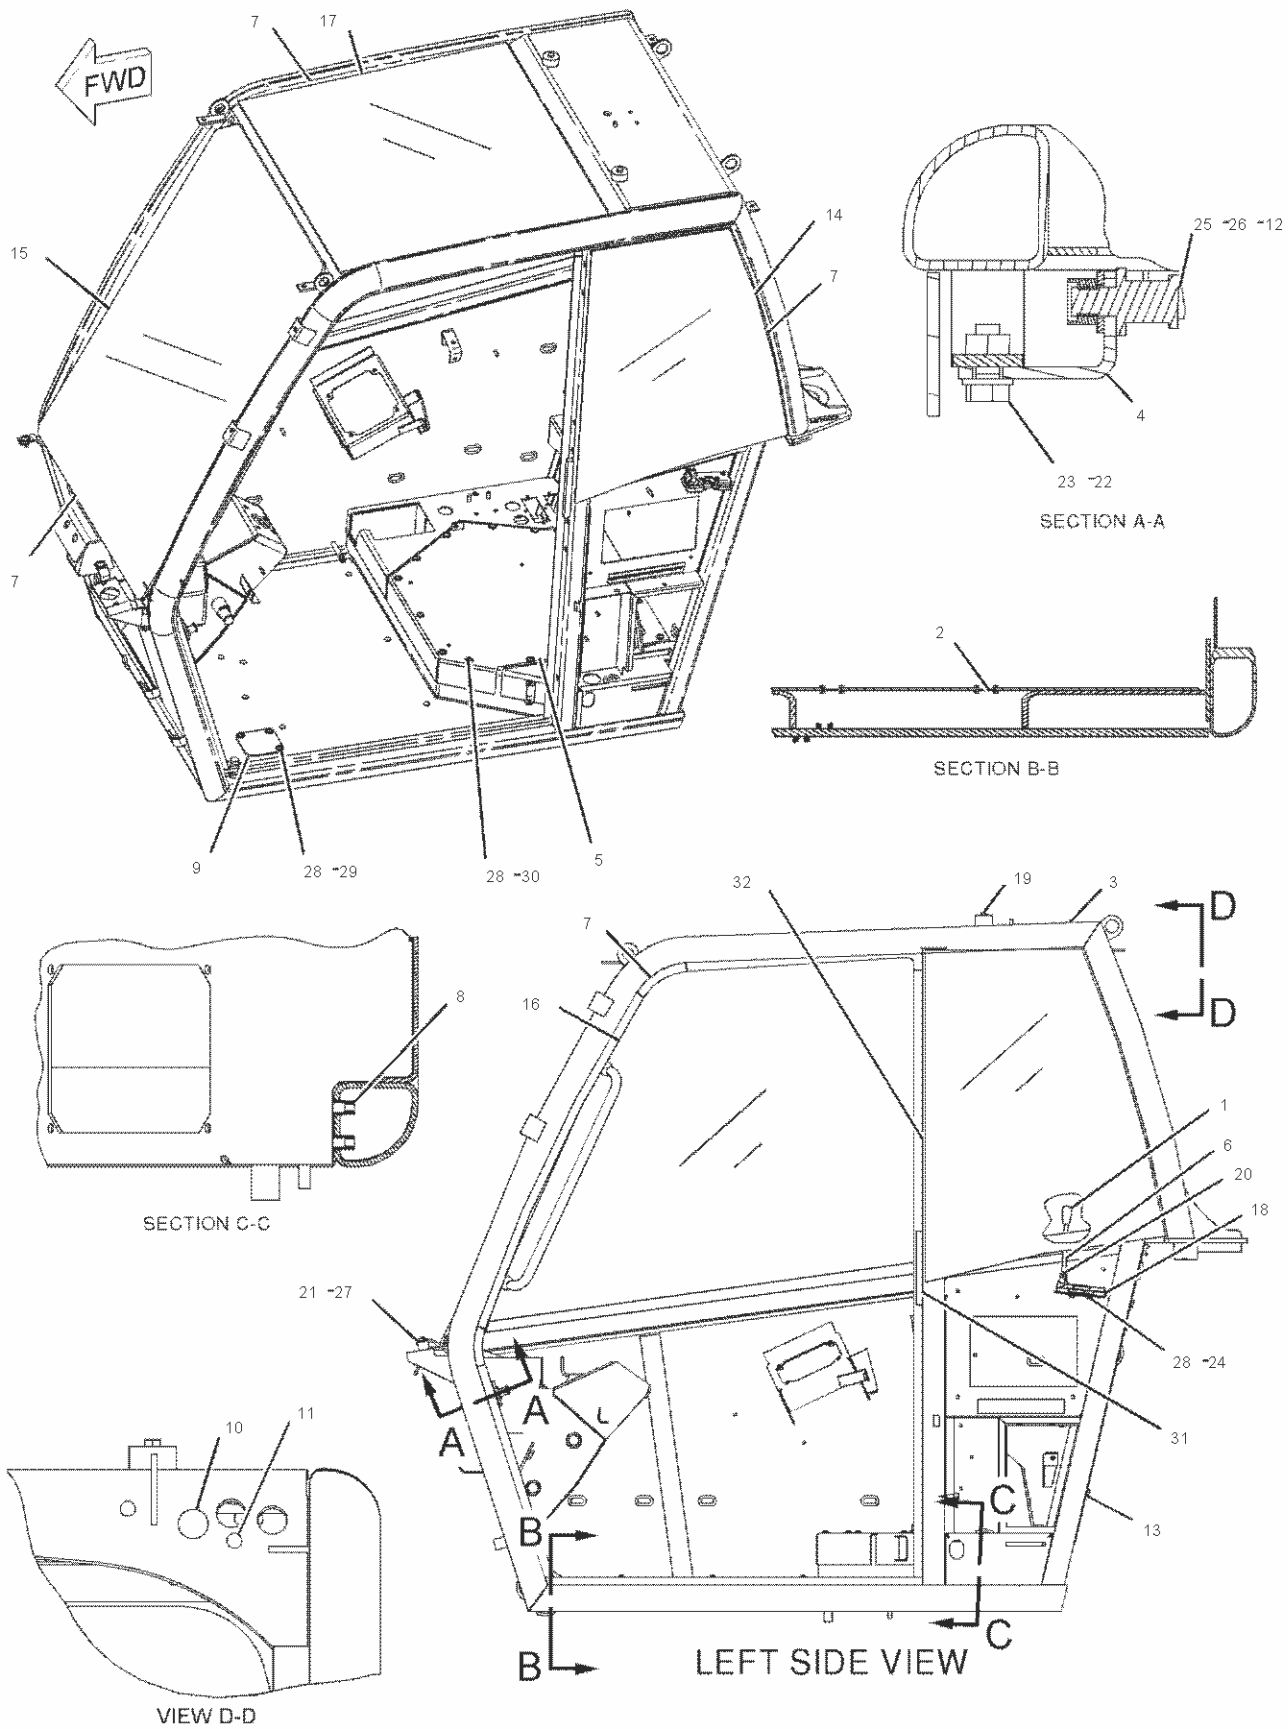 7 17
FWD
15
14
7
25 -26 -12
4
23 -22
SECTION A-A
7
2
SECTION B-B
9
28 -29
28 -30
5
32
19
3
D
D
7
16
8
SECTION C-C
1
6
20
18
21 -27
28 -24
A
A
31
10
11
C
13
B
C
B
LEFT SIDE VIEW
VIEW D-D